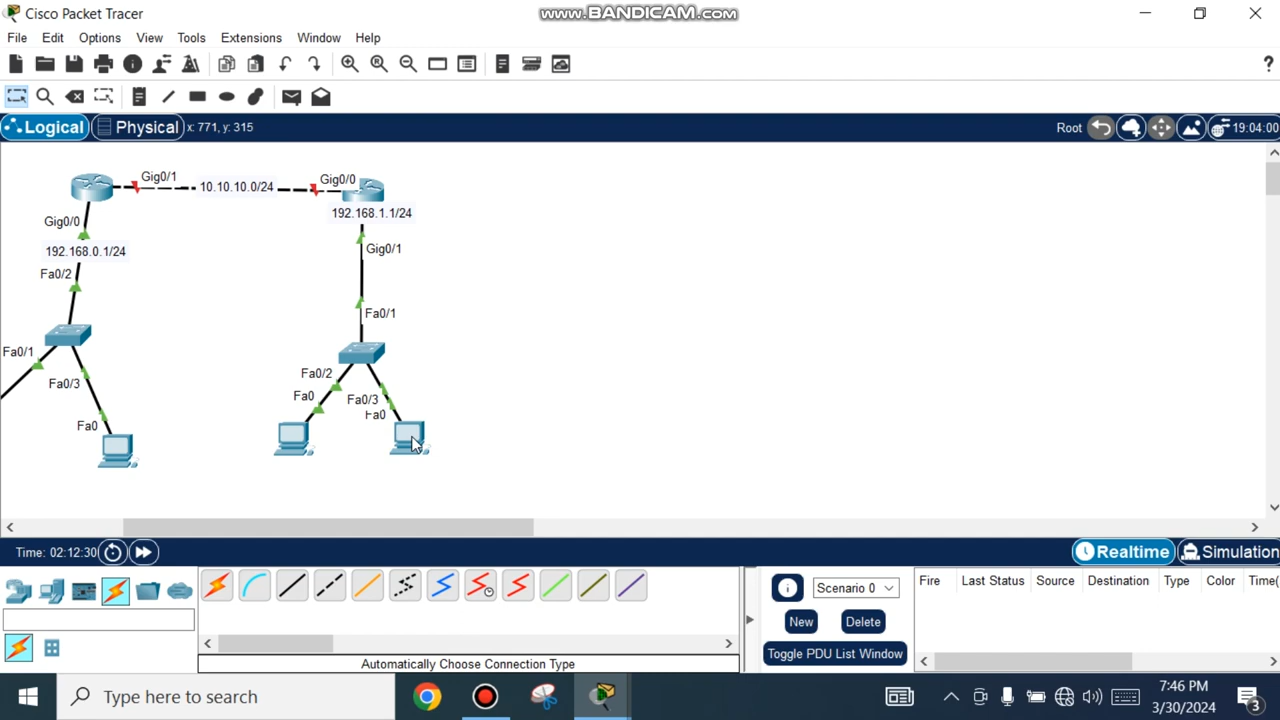 Cisco Packet Tracer
www.BANDICAM.com
File Edit Options View Tools Extensions Window Help
?
Logical Physical x: 771, y: 315
Root 19:04:00
Gig0/1 10.10.10.0/24 Gig0/0
192.168.1.1/24
Gig0/0
192.168.0.1/24
Gig0/1
Fa0/2
Fa0/1
Fa0/1
Fa0/3
Fa0/2
Fa0
Fa0/3
Fa0
Fa0
Time: 02:12:30
Realtime Simulation
Scenario 0
New Delete
Toggle PDU List Window
Fire Last Status Source Destination Type Color Time(
Automatically Choose Connection Type
Type here to search
7:46 PM
3/30/2024
3